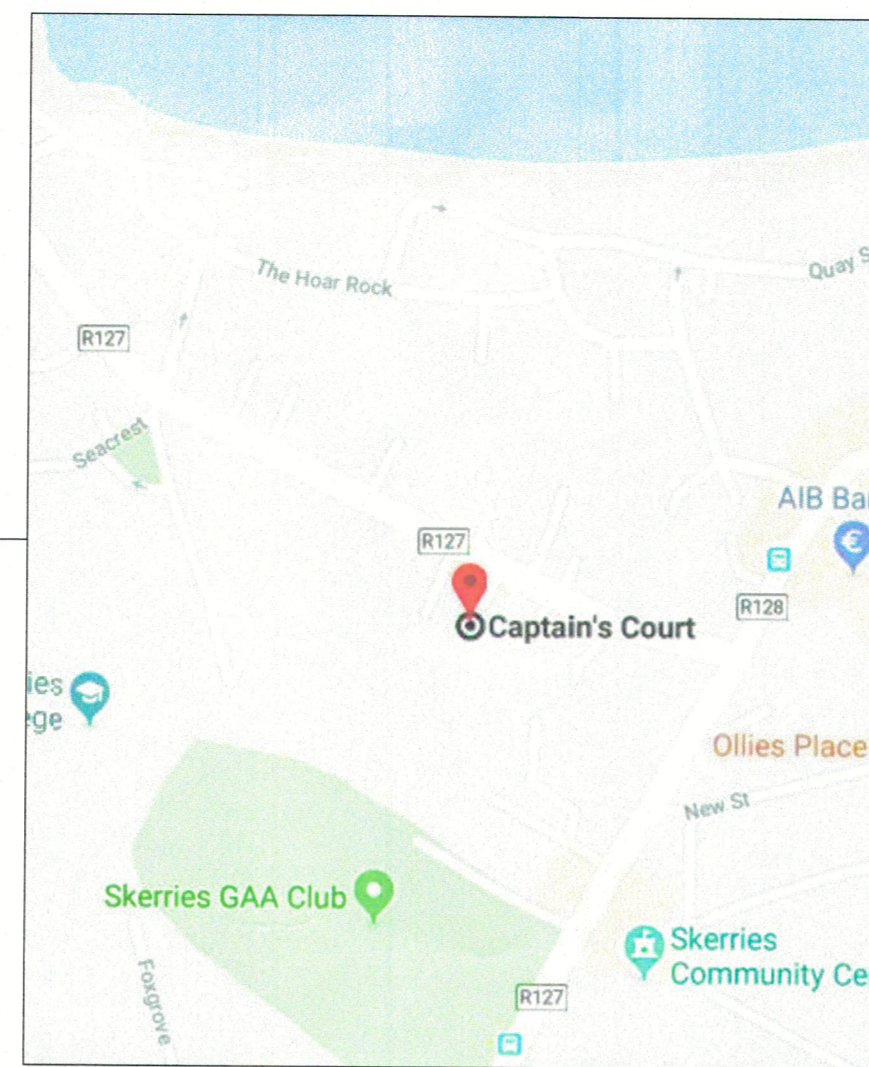 The Hoar Rock
Quay S
R127
Seacrest
AIB Ba
R127
R128
Captain's Court
ies
ege
Ollies Place
New St
Skerries GAA Club
Skerries
Community Ce
Foxgrove
R127